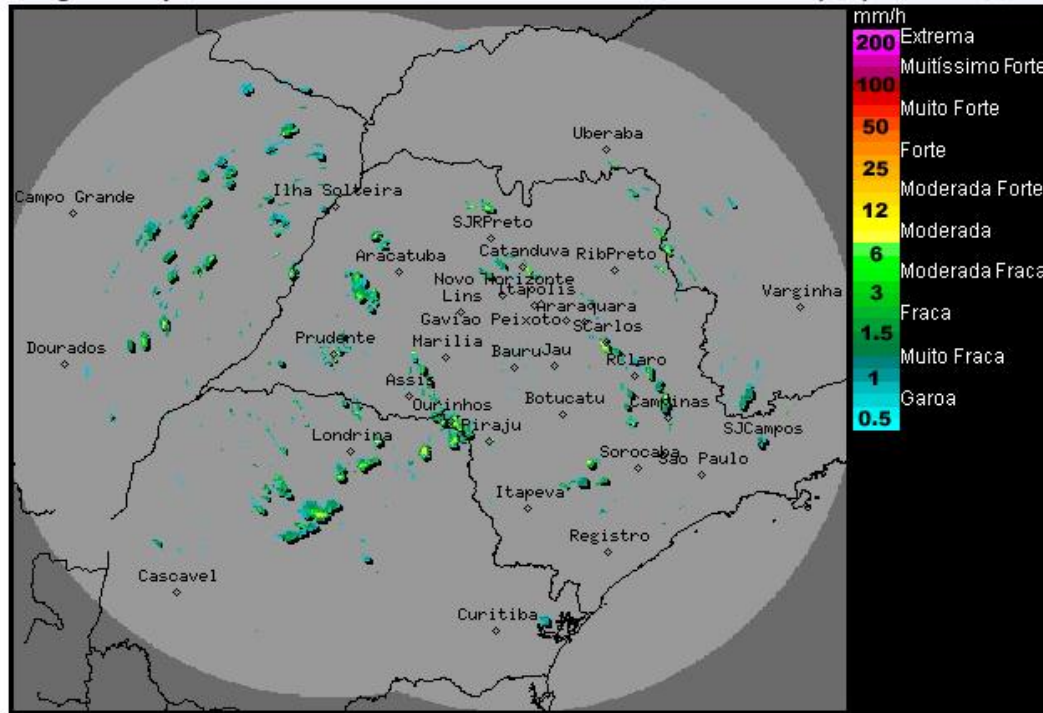 mm/h
200 Extrema
Muitíssimo Forte
100
Muito Forte
50
Forte
25
Moderada Forte
12
Moderada
6
Moderada Fraca
3
Fraca
1.5
Muito Fraca
1
Garoa
0.5
Uberaba
Campo Grande
Ilha Solteira
SJRPreto
Catanduva
RibPreto
Aracatuba
Novo Horizonte
Itapolis
Lins
Araraquara
Varginha
Gaviao Peixoto
SCarlos
Prudente
Marilia
Dourados
Bauru
Jau
RClaro
Assis
Ourinhos
Botucatu
Campinas
Piraju
SJCampos
Londrina
Sorocaba
Sao Paulo
Itapeva
Registro
Cascavel
Curitiba